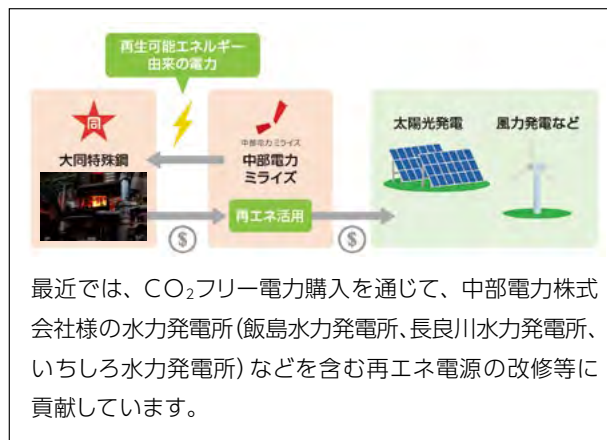 再生可能エネルギー
由来の電力
同
大同特殊鋼
中部電力ミライズ
中部電力
ミライズ
再エネ活用
太陽光発電
風力発電など
$
$
最近では、CO₂フリー電力購入を通じて、中部電力株式
会社様の水力発電所(飯島水力発電所、長良川水力発電所、
いちしろ水力発電所)などを含む再エネ電源の改修等に
貢献しています。